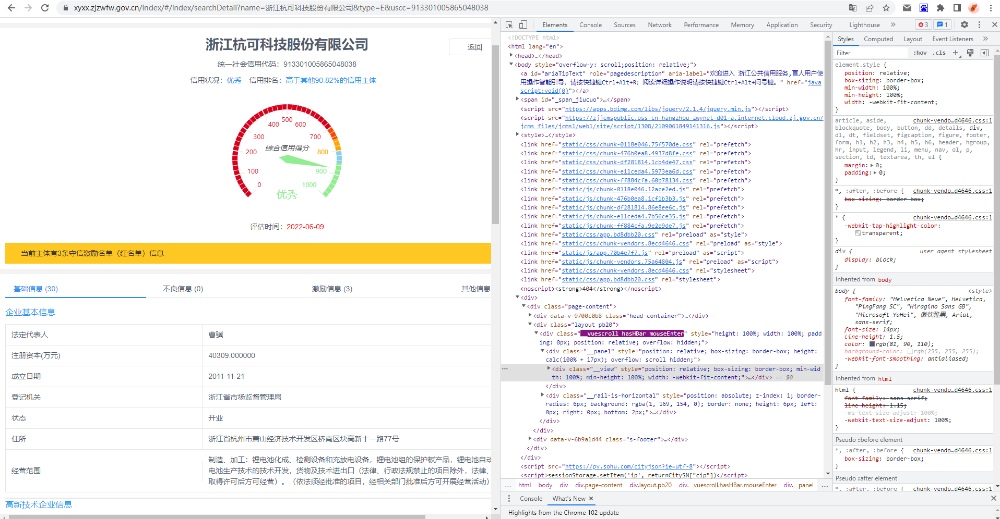 xyxx.zjzwfw.gov.cn/index/#/index/searchDetail?name=浙江杭可科技股份有限公司&type=E&uscc=913301005865048038
浙江杭可科技股份有限公司
返回
统一社会信用代码：913301005865048038
信用状况：优秀 信用排名：高于其他90.82%的信用主体
0
100
200
300
400
500
600
700
800
900
1000
综合信用得分
优秀
评估时间：2022-06-09
当前主体有3条守信激励名单（红名单）信息
基础信息 (30) 不良信息 (0) 激励信息 (3) 其他信息
企业基本信息
法定代表人 曹骥
注册资本(万元) 40309.000000
成立日期 2011-11-21
登记机关 浙江省市场监督管理局
状态 开业
住所 浙江省杭州市萧山经济技术开发区桥南区块高新十一路77号
经营范围
制造、加工：锂电池化成、检测设备和充放电设备，锂电池组的保护板产品，锂电池自动
电池生产技术的技术开发，货物及技术进出口（法律、行政法规禁止的项目除外，法律、
取得许可后方可经营）。（依法须经批准的项目，经相关部门批准后方可开展经营活动）
高新技术企业信息
Elements Console Sources Network Performance Memory Application Security Lighthouse » 3 1
<!DOCTYPE html>
<html lang="en">
<head>…</head>
<body style="overflow-y: scroll;position: relative;">
<a id="ariaTipText" role="pagedescription" aria-label="欢迎进入 浙江公共信用服务,盲人用户使
用操作智能引导，请按快捷键Ctrl+Alt+R；阅读详细操作说明请按快捷键Ctrl+Alt+问号键。" href="java
script:void(0)"></a>
<span id="_span_jiucuo">…</span>
<script src="https://apps.bdimg.com/libs/jquery/2.1.4/jquery.min.js"></script>
<script src="https://zjjcmspublic.oss-cn-hangzhou-zwynet-d01-a.internet.cloud.zj.gov.cn/
jcms_files/jcms1/web1/site/script/1308/2109061849141316.js"></script>
<style>…</style>
<link href="static/css/chunk-0118e046.75f570de.css" rel="prefetch">
<link href="static/css/chunk-476b0ea8.4937d8fe.css" rel="prefetch">
<link href="static/css/chunk-df281814.1cb4de47.css" rel="prefetch">
<link href="static/css/chunk-e11ceda4.5973ea6d.css" rel="prefetch">
<link href="static/css/chunk-ff884cfa.60b78134.css" rel="prefetch">
<link href="static/js/chunk-0118e046.12ace2ed.js" rel="prefetch">
<link href="static/js/chunk-476b0ea8.1cf1b3b3.js" rel="prefetch">
<link href="static/js/chunk-df281814.86e8ee6c.js" rel="prefetch">
<link href="static/js/chunk-e11ceda4.7b56ce35.js" rel="prefetch">
<link href="static/js/chunk-ff884cfa.9e2e9de7.js" rel="prefetch">
<link href="static/css/app.bd8dbb20.css" rel="preload" as="style">
<link href="static/css/chunk-vendors.8ecd4646.css" rel="preload" as="style">
<link href="static/js/app.70b4e7f7.js" rel="preload" as="script">
<link href="static/js/chunk-vendors.75a64804.js" rel="preload" as="script">
<link href="static/css/chunk-vendors.8ecd4646.css" rel="stylesheet">
<link href="static/css/app.bd8dbb20.css" rel="stylesheet">
<noscript><strong>404</strong></noscript>
<div>
<div class="page-content">
<div data-v-9700c0b8 class="head container">…</div>
<div class="layout pb20">
<div class="__vuescroll hasHBar mouseEnter" style="height: 100%; width: 100%; padd
ing: 0px; position: relative; overflow: hidden;">
<div class="__panel" style="position: relative; box-sizing: border-box; height:
calc(100% + 17px); overflow: scroll hidden;">
<div class="__view" style="position: relative; box-sizing: border-box; min-wid
th: 100%; min-height: 100%; width: -webkit-fit-content;">…</div> == $0
</div>
<div class="__rail-is-horizontal" style="position: absolute; z-index: 1; border-
radius: 6px; background: rgba(1, 169, 154, 0); border: none; height: 6px; left:
0px; right: 0px; bottom: 2px;">…</div>
</div>
</div>
<div data-v-6b9a1d44 class="s-footer">…</div>
</div>
</div>
<script src="https://pv.sohu.com/cityjson?ie=utf-8"></script>
<script>sessionStorage.setItem('ip', returnCitySN["cip"])</script>
… html body div div.page-content div.layout.pb20 div.__vuescroll.hasHBar.mouseEnter div.__panel …
Console What's New ×
Highlights from the Chrome 102 update
Styles Computed Layout Event Listeners »
Filter :hov .cls +
element.style {
position: relative;
box-sizing: border-box;
min-width: 100%;
min-height: 100%;
width: -webkit-fit-content;
}
article, aside, chunk-vendo…d4646.css:1
blockquote, body, button, dd, details, div,
dl, dt, fieldset, figcaption, figure, footer,
form, h1, h2, h3, h4, h5, h6, header, hgroup,
hr, input, legend, li, menu, nav, ol, p,
section, td, textarea, th, ul {
margin: 0;
padding: 0;
}
*, :after, :before { chunk-vendo…d4646.css:1
box-sizing: border-box;
}
* { chunk-vendo…d4646.css:1
-webkit-tap-highlight-color:
transparent;
}
div { user agent stylesheet
display: block;
}
Inherited from body
body { <style>
font-family: "Helvetica Neue", Helvetica,
"PingFang SC", "Hiragino Sans GB",
"Microsoft YaHei", 微软雅黑, Arial,
sans-serif;
font-size: 14px;
line-height: 1.5;
color: rgb(81, 90, 110);
background-color: rgb(255, 255, 255);
-webkit-font-smoothing: antialiased;
}
Inherited from html
html { chunk-vendo…d4646.css:1
font-family: sans-serif;
line-height: 1.15;
-ms-text-size-adjust: 100%;
-webkit-text-size-adjust: 100%;
}
Pseudo ::before element
*, :after, :before { chunk-vendo…d4646.css:1
box-sizing: border-box;
}
Pseudo ::after element
*, :after, :before { chunk-vendo…d4646.css:1